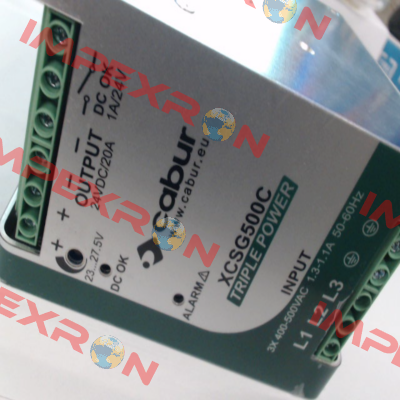 DC OK
1A/24V
+ + − −
OUTPUT
24VDC/20A
23...27.5V
DC OK
ALARM
cabur
www.cabur.eu
XCSG500C
TRIPLE POWER
INPUT
3X 400-500VAC 1.3-1.1A 50-60Hz
L1 L2 L3
IMPEXRON
IMPEXRON
IMPEXRON